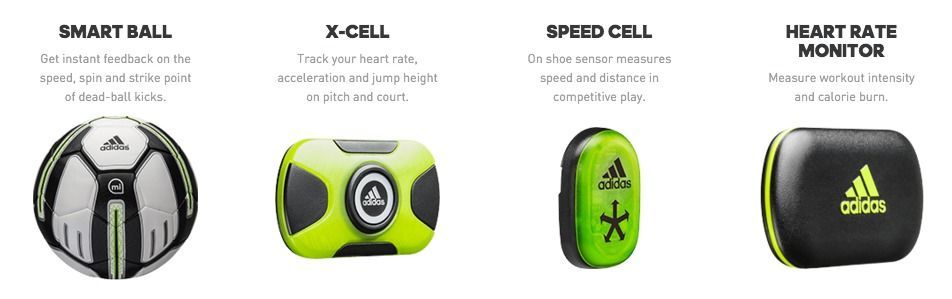 SMART BALL
Get instant feedback on the
speed, spin and strike point
of dead-ball kicks.
adidas
mi
X-CELL
Track your heart rate,
acceleration and jump height
on pitch and court.
adidas
SPEED CELL
On shoe sensor measures
speed and distance in
competitive play.
adidas
HEART RATE
MONITOR
Measure workout intensity
and calorie burn.
adidas